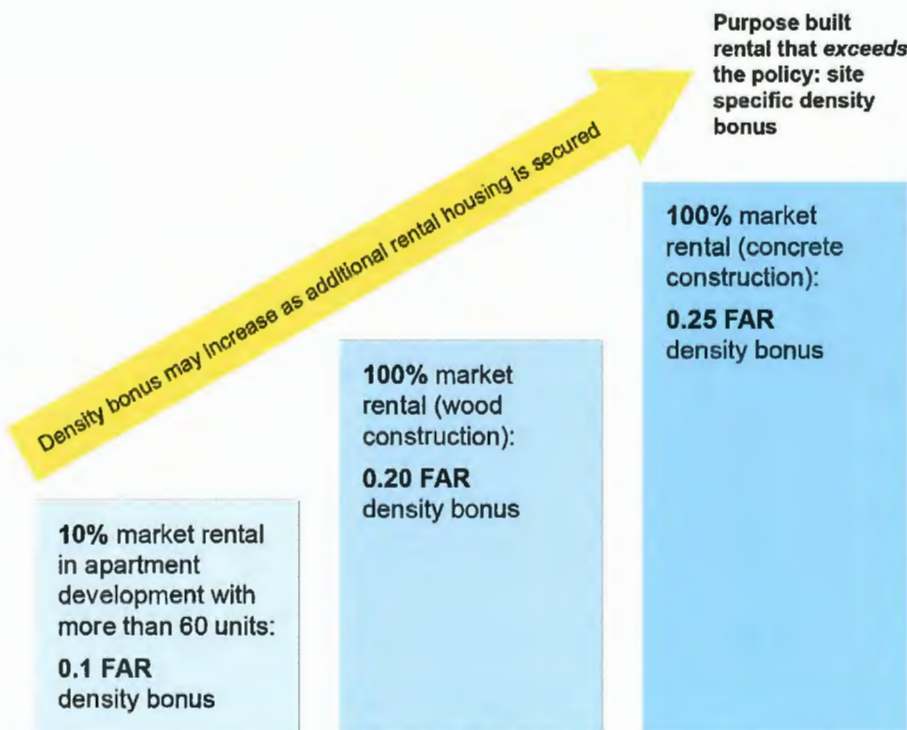 Purpose built
rental that exceeds
the policy: site
specific density
bonus
Density bonus may increase as additional rental housing is secured
100% market
rental (concrete
construction):
0.25 FAR
density bonus
100% market
rental (wood
construction):
0.20 FAR
density bonus
10% market rental
in apartment
development with
more than 60 units:
0.1 FAR
density bonus